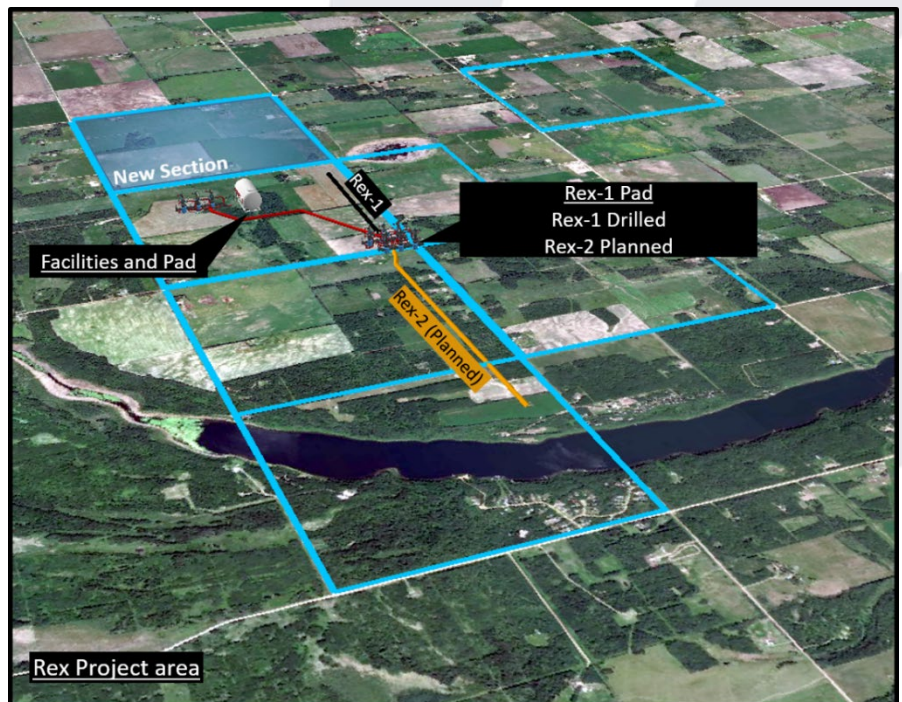 New Section
Rex-1
Rex-1 Pad
Rex-1 Drilled
Rex-2 Planned
Facilities and Pad
Rex-2 (Planned)
Rex Project area